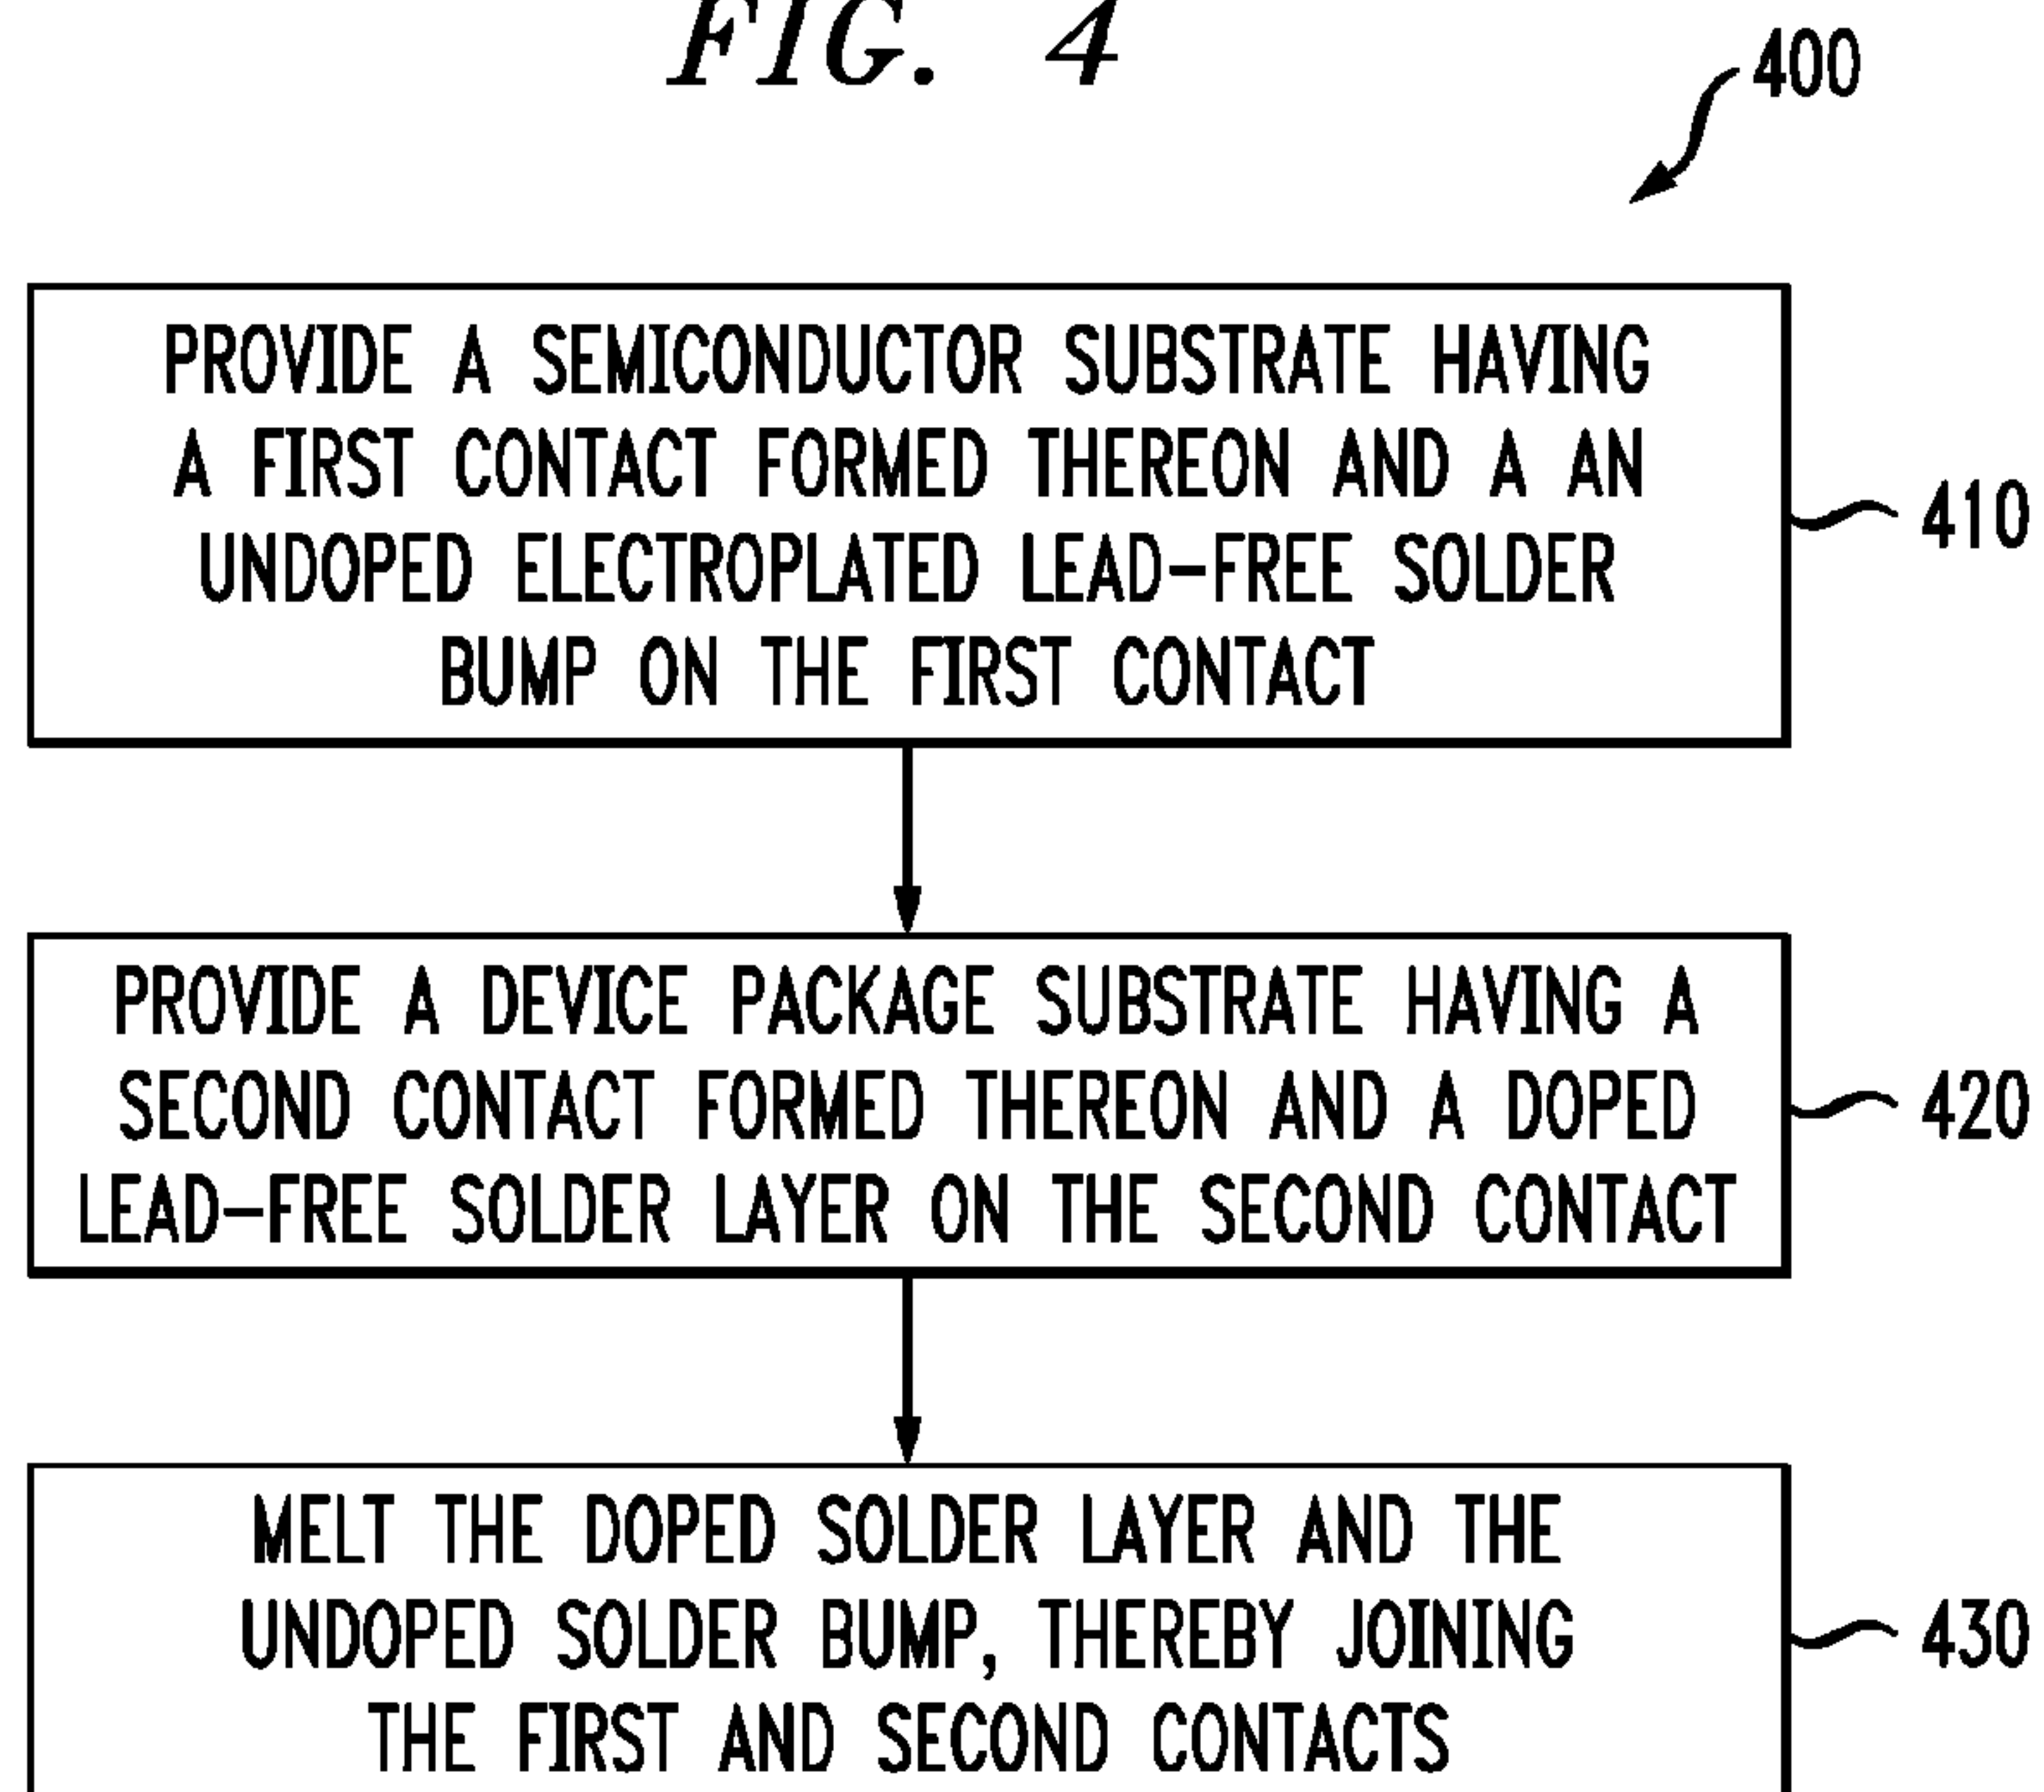 FIG. 4
400
PROVIDE A SEMICONDUCTOR SUBSTRATE HAVING
A FIRST CONTACT FORMED THEREON AND A AN
UNDOPED ELECTROPLATED LEAD-FREE SOLDER
BUMP ON THE FIRST CONTACT
410
PROVIDE A DEVICE PACKAGE SUBSTRATE HAVING A
SECOND CONTACT FORMED THEREON AND A DOPED
LEAD-FREE SOLDER LAYER ON THE SECOND CONTACT
420
MELT THE DOPED SOLDER LAYER AND THE
UNDOPED SOLDER BUMP, THEREBY JOINING
THE FIRST AND SECOND CONTACTS
430